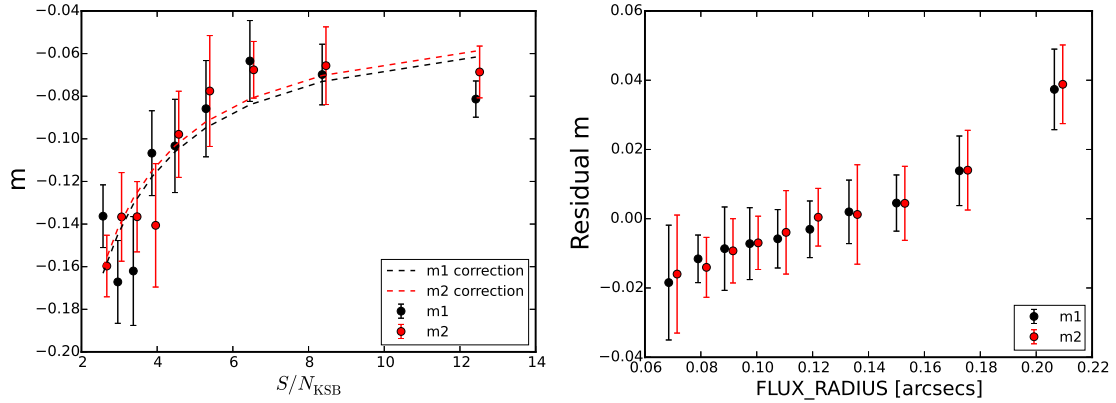 −0.04
−0.06
−0.08
−0.10
−0.12
−0.14
−0.16
−0.18
−0.20
m
2 4 6 8 10 12 14
S/N_KSB
m1 correction
m2 correction
m1
m2
0.06
0.04
0.02
0.00
−0.02
−0.04
Residual m
0.06 0.08 0.10 0.12 0.14 0.16 0.18 0.20 0.22
FLUX_RADIUS [arcsecs]
m1
m2